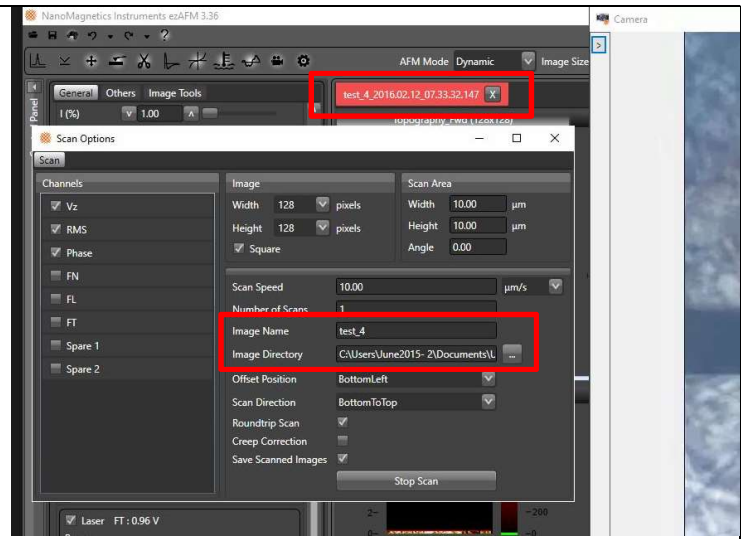 NanoMagnetics Instruments ezAFM 3.36
Camera
AFM Mode Dynamic Image Size
Panel
General Others Image Tools
I (%) 1.00
test_4_2016.02.12_07.33.32.147 X
Topography_Fwd (128x128)
Scan Options
Scan
Channels
Vz
RMS
Phase
FN
FL
FT
Spare 1
Spare 2
Image
Width 128 pixels
Height 128 pixels
Square
Scan Area
Width 10.00 µm
Height 10.00 µm
Angle 0.00
Scan Speed 10.00 µm/s
Number of Scans 1
Image Name test_4
Image Directory C:\Users\June2015- 2\Documents\ ...
Offset Position BottomLeft
Scan Direction BottomToTop
Roundtrip Scan
Creep Correction
Save Scanned Images
Stop Scan
Laser FT : 0.96 V
2-
-200
0-
-0